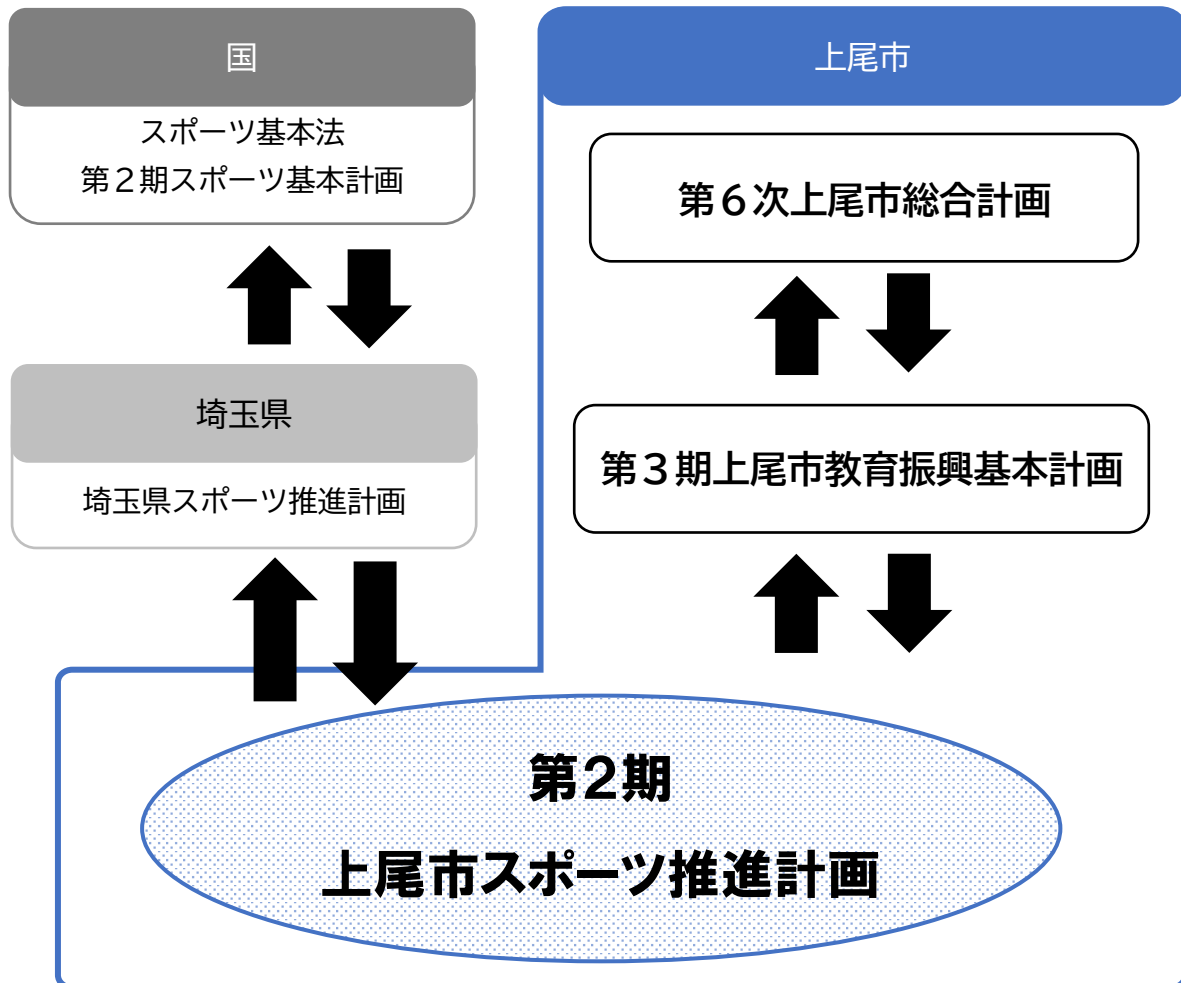 国
スポーツ基本法
第２期スポーツ基本計画
埼玉県
埼玉県スポーツ推進計画
上尾市
第６次上尾市総合計画
第３期上尾市教育振興基本計画
第２期
上尾市スポーツ推進計画